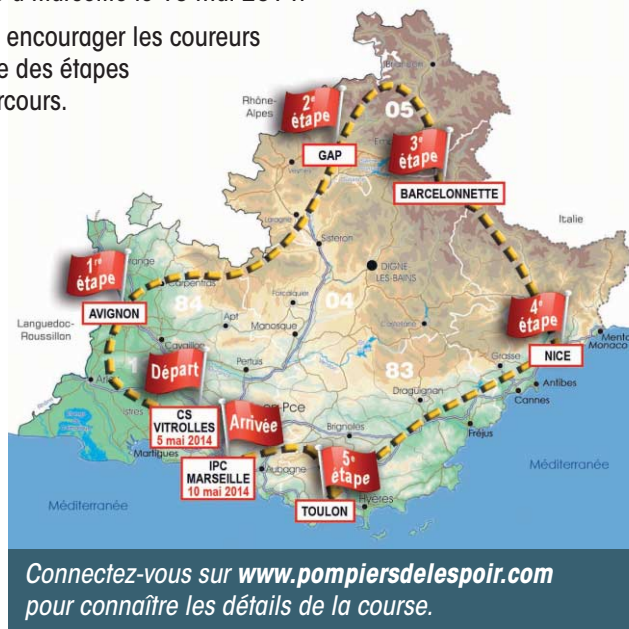 encourager les coureurs
e des étapes
rcours.
Rhône-
Alpes
2e
étape
05
GAP
3e
étape
BARCELONNETTE
Italie
Sisteron
1re
étape
AVIGNON
Carpentras
84
Forcalquier
04
DIGNE
LES-BAINS
4e
étape
NICE
Monaco
Languedoc-
Roussillon
Apt
Manosque
Cavaillon
Grasse
Antibes
Cannes
Départ
Pertuis
83
Draguignan
Fréjus
CS
VITROLLES
5 mai 2014
Arrivée
Brignoles
Martigues
IPC
MARSEILLE
10 mai 2014
Aubagne
5e
étape
Hyères
TOULON
Méditerranée
Méditerranée
Connectez-vous sur www.pompiersdelespoir.com
pour connaître les détails de la course.